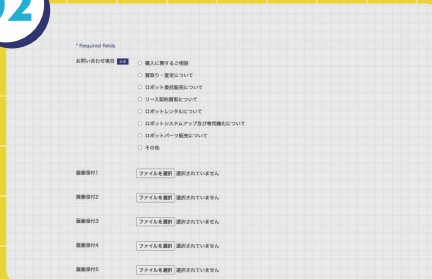 02
* Required fields
お問い合わせ項目 必須
購入に関するご相談
買取り・査定について
ロボット委託販売について
リース契約買取について
ロボットレンタルについて
ロボットシステムアップ及び専用機化について
ロボットパーツ販売について
その他
画像添付1 ファイルを選択 選択されていません
画像添付2 ファイルを選択 選択されていません
画像添付3 ファイルを選択 選択されていません
画像添付4 ファイルを選択 選択されていません
画像添付5 ファイルを選択 選択されていません